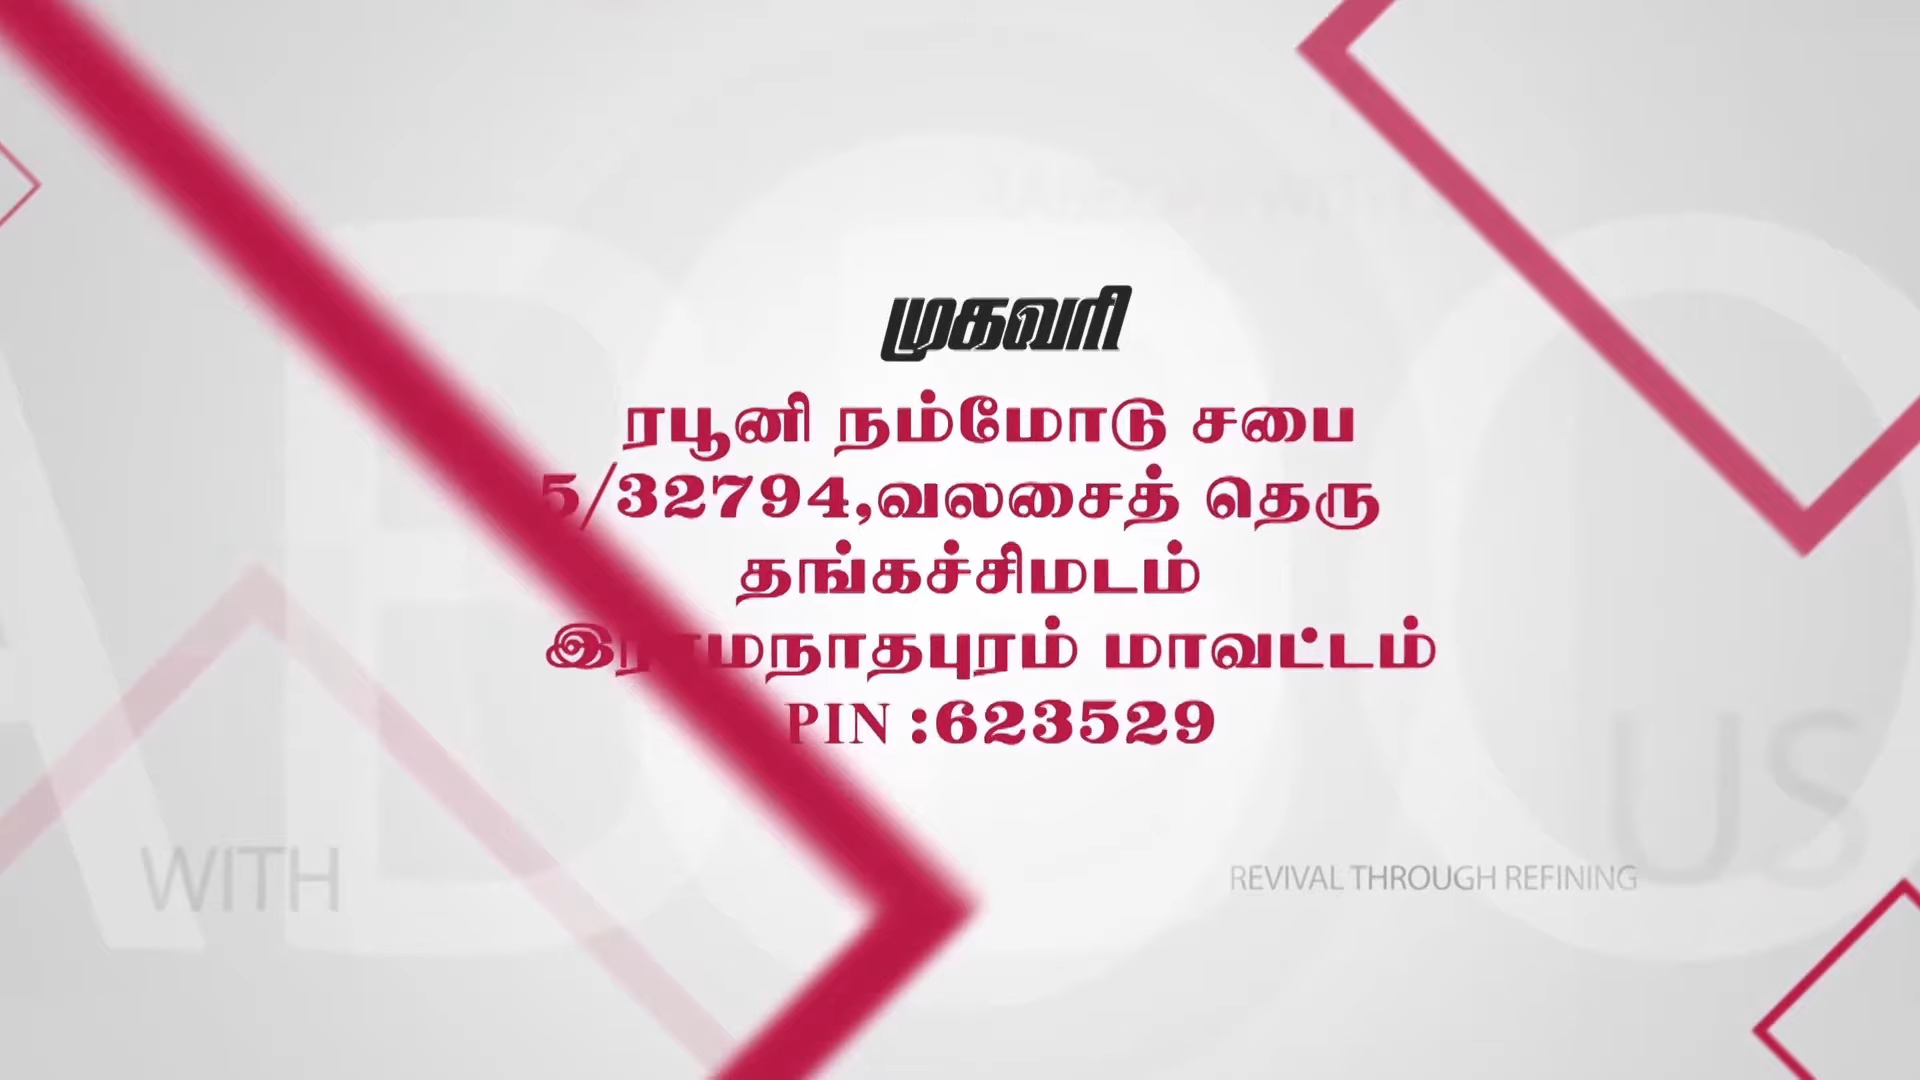 முகவரி
ரபூனி நம்மோடு சபை
5/32794,வலசைத் தெரு
தங்கச்சிமடம்
இராமநாதபுரம் மாவட்டம்
PIN :623529
US
WITH
REVIVAL THROUGH REFINING